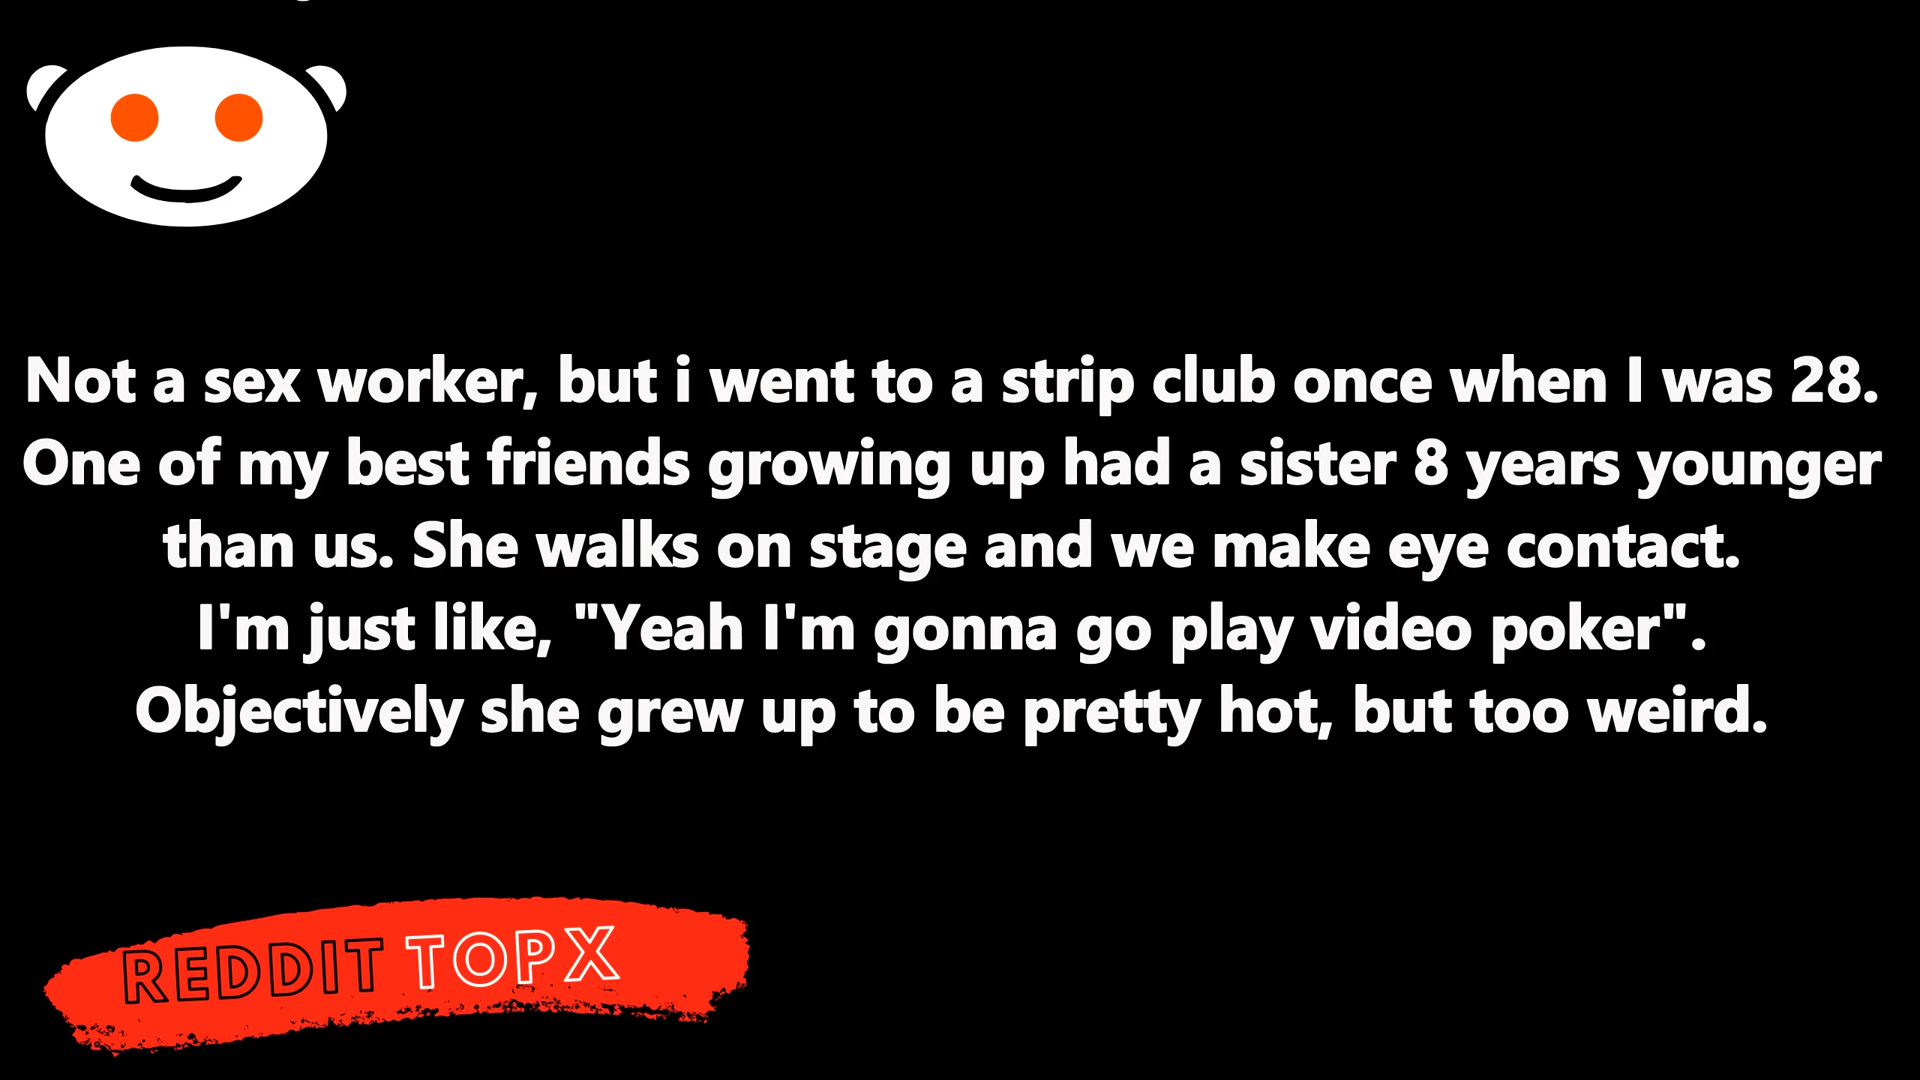 Not a sex worker, but i went to a strip club once when I was 28.
One of my best friends growing up had a sister 8 years younger
than us. She walks on stage and we make eye contact.
I'm just like, "Yeah I'm gonna go play video poker".
Objectively she grew up to be pretty hot, but too weird.
REDDIT TOPX